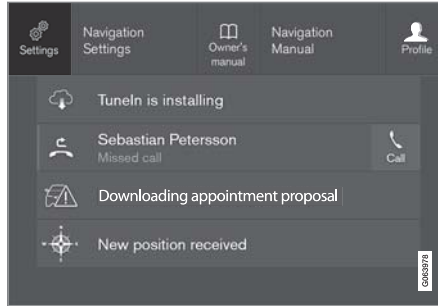 Settings
Navigation
Settings
Owner's
manual
Navigation
Manual
Profile
TuneIn is installing
Sebastian Petersson
Missed call
Call
Downloading appointment proposal
New position received
G063978